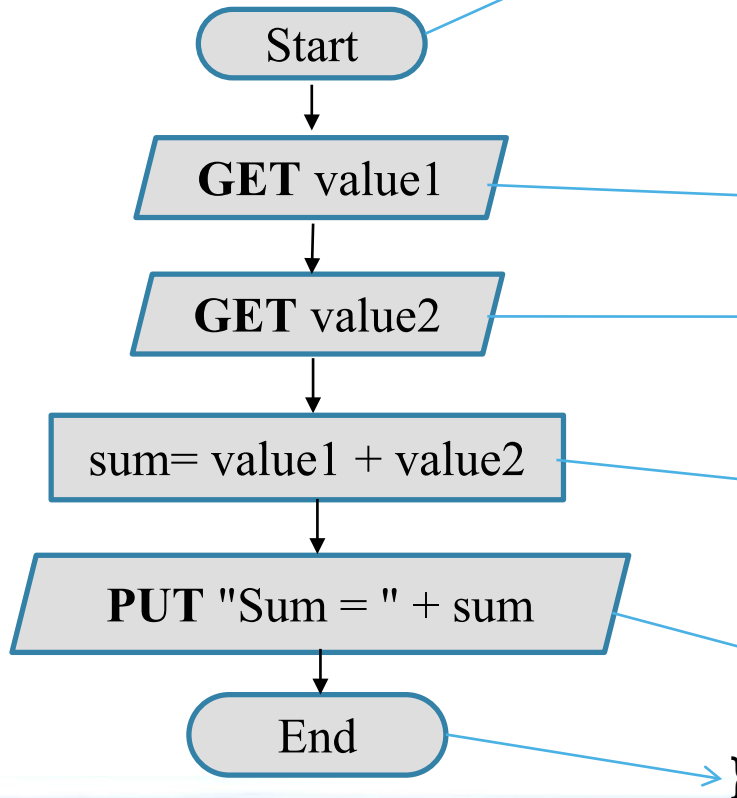 Start
GET value1
GET value2
sum= value1 + value2
PUT "Sum = " + sum
End
}